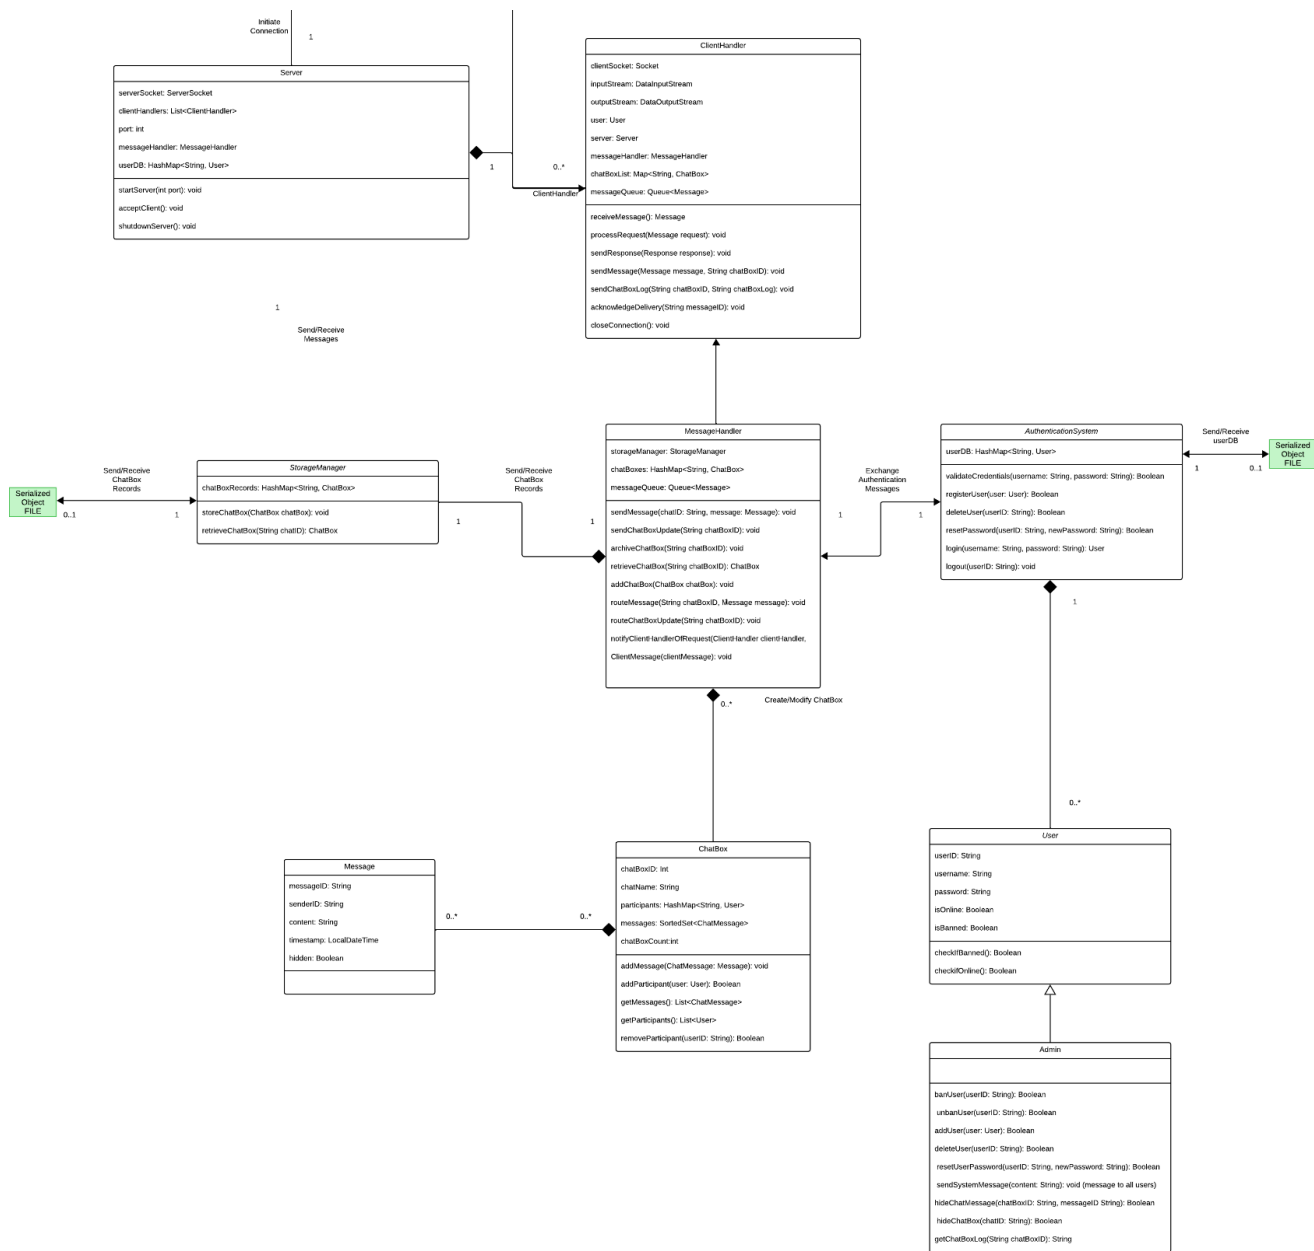 Initiate
Connection
1
Server
serverSocket: ServerSocket
clientHandlers: List<ClientHandler>
port: int
messageHandler: MessageHandler
userDB: HashMap<String, User>
startServer(int port): void
acceptClient(): void
shutdownServer(): void
1
0..*
ClientHandler
ClientHandler
clientSocket: Socket
inputStream: DataInputStream
outputStream: DataOutputStream
user: User
server: Server
messageHandler: MessageHandler
chatBoxList: Map<String, ChatBox>
messageQueue: Queue<Message>
receiveMessage(): Message
processRequest(Message request): void
sendResponse(Response response): void
sendMessage(Message message, String chatBoxID): void
sendChatBoxLog(String chatBoxID, String chatBoxLog): void
acknowledgeDelivery(String messageID): void
closeConnection(): void
1
Send/Receive
Messages
Serialized
Object
FILE
Send/Receive
ChatBox
Records
0..1
1
StorageManager
chatBoxRecords: HashMap<String, ChatBox>
storeChatBox(ChatBox chatBox): void
retrieveChatBox(String chatID): ChatBox
Send/Receive
ChatBox
Records
1
1
MessageHandler
storageManager: StorageManager
chatBoxes: HashMap<String, ChatBox>
messageQueue: Queue<Message>
sendMessage(chatID: String, message: Message): void
sendChatBoxUpdate(String chatBoxID): void
archiveChatBox(String chatBoxID): void
retrieveChatBox(String chatBoxID): ChatBox
addChatBox(ChatBox chatBox): void
routeMessage(String chatBoxID, Message message): void
routeChatBoxUpdate(String chatBoxID): void
notifyClientHandlerOfRequest(ClientHandler clientHandler,
ClientMessage(clientMessage): void
Exchange
Authentication
Messages
1
1
AuthenticationSystem
userDB: HashMap<String, User>
validateCredentials(username: String, password: String): Boolean
registerUser(user: User): Boolean
deleteUser(userID: String): Boolean
resetPassword(userID: String, newPassword: String): Boolean
login(username: String, password: String): User
logout(userID: String): void
Send/Receive
userDB
1
0..1
Serialized
Object
FILE
1
0..*
0..*
Create/Modify ChatBox
Message
messageID: String
senderID: String
content: String
timestamp: LocalDateTime
hidden: Boolean
0..*
0..*
ChatBox
chatBoxID: Int
chatName: String
participants: HashMap<String, User>
messages: SortedSet<ChatMessage>
chatBoxCount:int
addMessage(ChatMessage: Message): void
addParticipant(user: User): Boolean
getMessages(): List<ChatMessage>
getParticipants(): List<User>
removeParticipant(userID: String): Boolean
User
userID: String
username: String
password: String
isOnline: Boolean
isBanned: Boolean
checkIfBanned(): Boolean
checkifOnline(): Boolean
Admin
banUser(userID: String): Boolean
unbanUser(userID: String): Boolean
addUser(user: User): Boolean
deleteUser(userID: String): Boolean
resetUserPassword(userID: String, newPassword: String): Boolean
sendSystemMessage(content: String): void (message to all users)
hideChatMessage(chatBoxID: String, messageID String): Boolean
hideChatBox(chatID: String): Boolean
getChatBoxLog(String chatBoxID): String